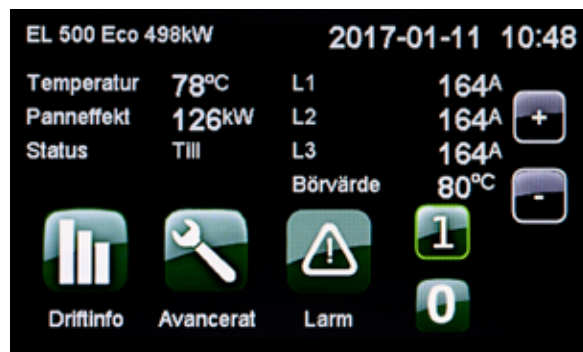 EL 500 Eco 498kW 2017-01-11 10:48
Temperatur 78°C L1 164A
Panneffekt 126kW L2 164A +
Status Till L3 164A
Börvärde 80°C -
1
Driftinfo Avancerat Larm 0